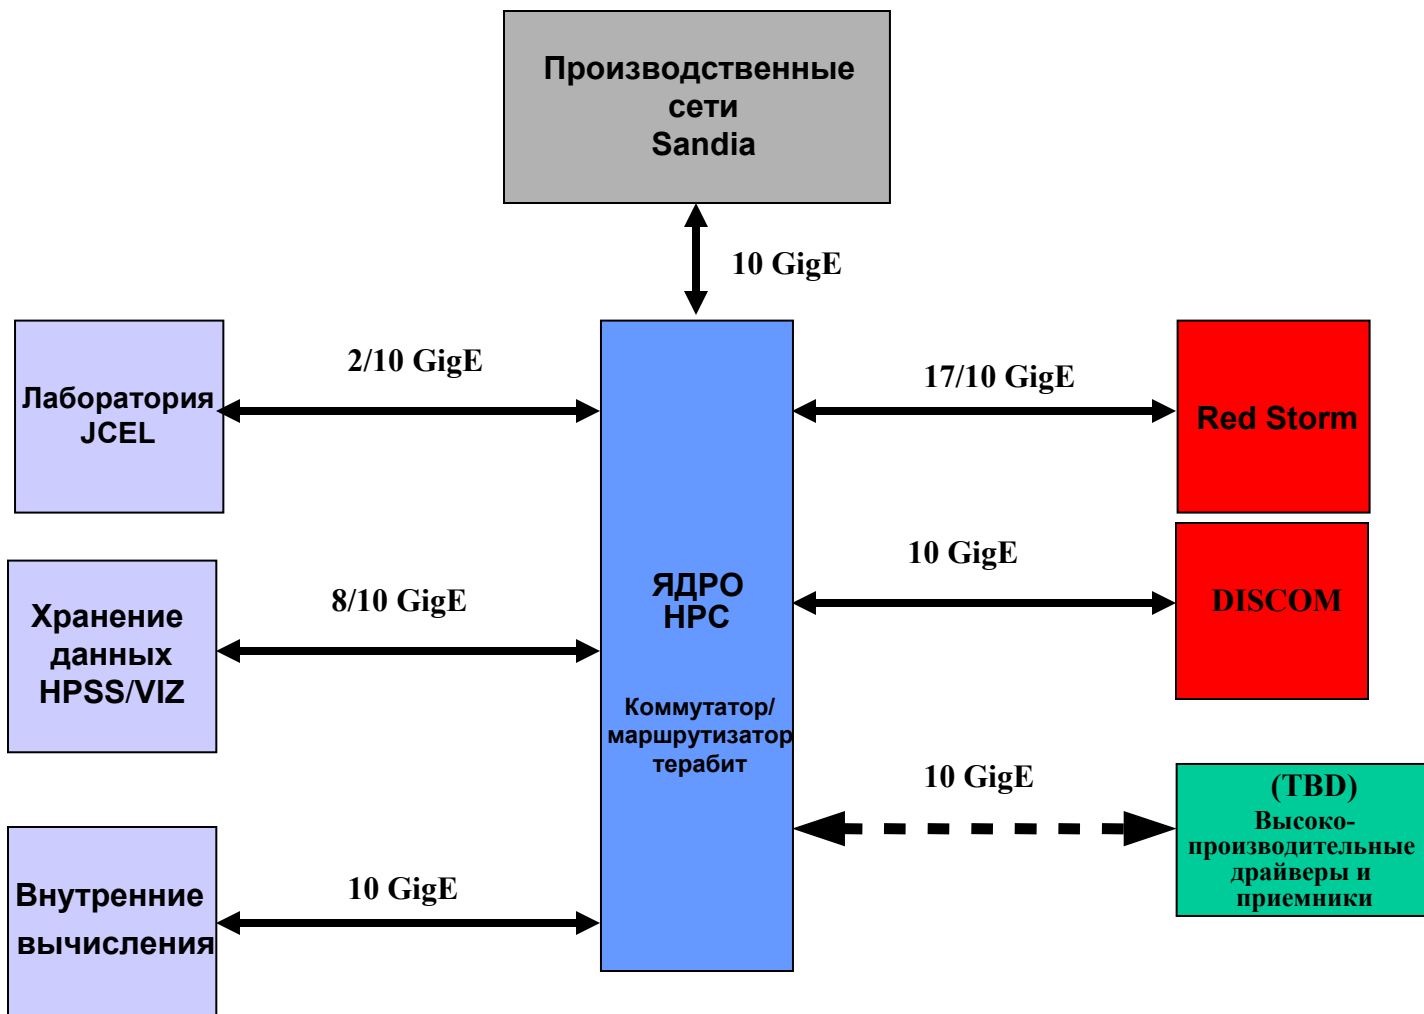 Производственные
сети
Sandia
10 GigE
2/10 GigE
17/10 GigE
Лаборатория
JCEL
Red Storm
8/10 GigE
10 GigE
Хранение
данных
HPSS/VIZ
ЯДРО
HPC
Коммутатор/
маршрутизатор
терабит
DISCOM
10 GigE
(TBD)
Высоко-
производительные
драйверы и
приемники
10 GigE
Внутренние
вычисления